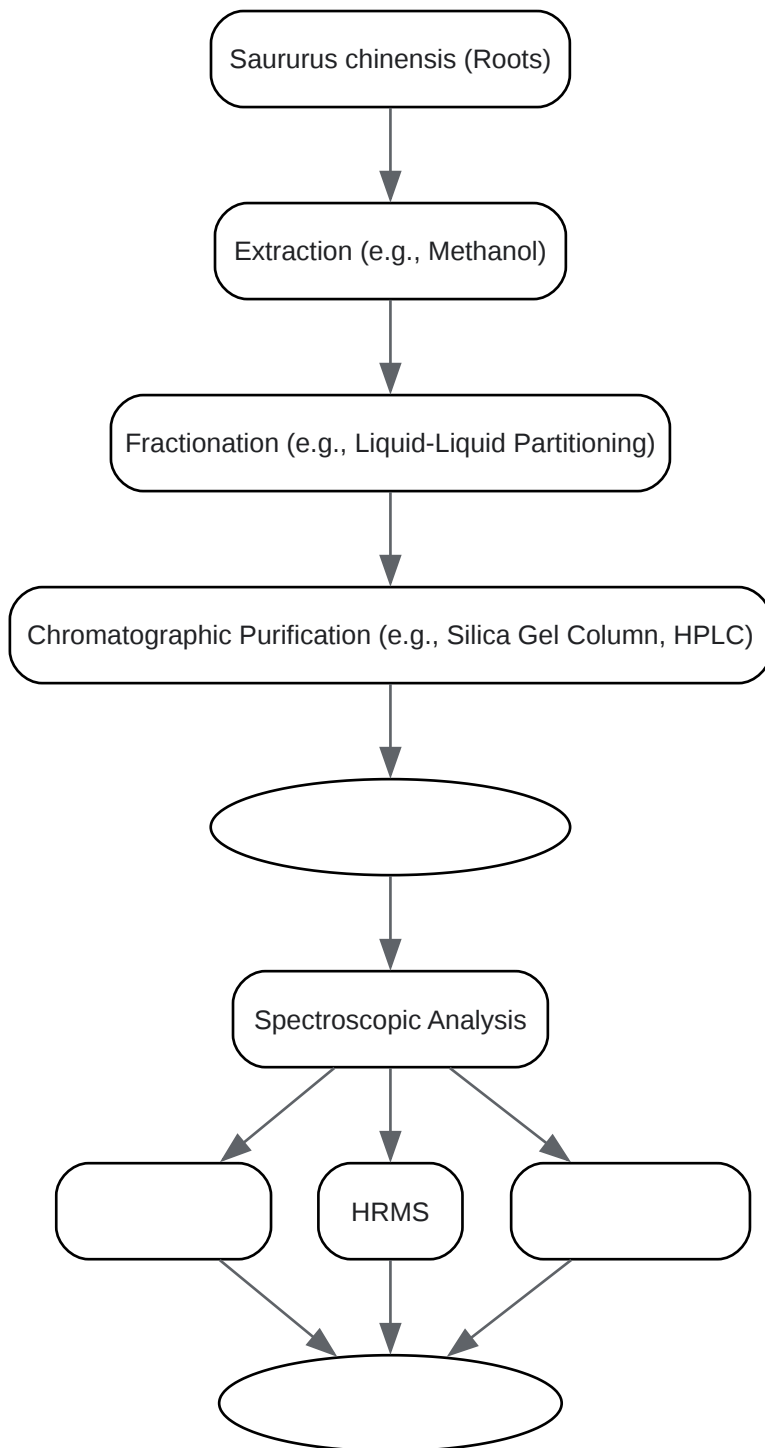 Saururus chinensis (Roots)
Extraction (e.g., Methanol)
Fractionation (e.g., Liquid-Liquid Partitioning)
Chromatographic Purification (e.g., Silica Gel Column, HPLC)
Spectroscopic Analysis
HRMS